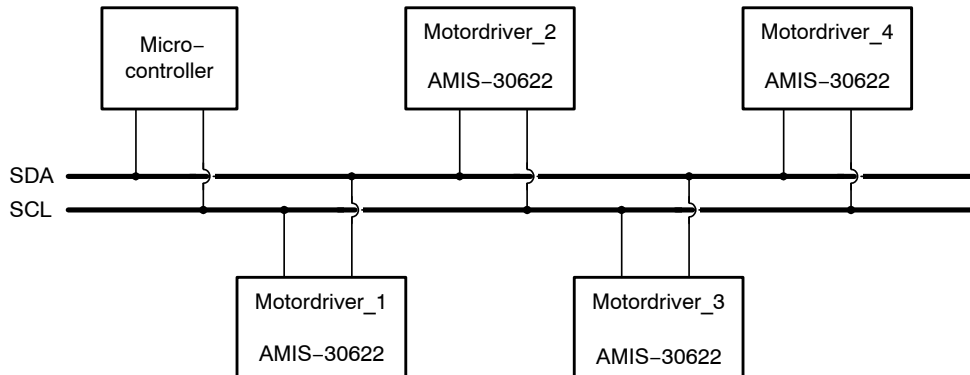 Micro−
controller
Motordriver_2
AMIS−30622
Motordriver_4
AMIS−30622
SDA
SCL
Motordriver_1
AMIS−30622
Motordriver_3
AMIS−30622